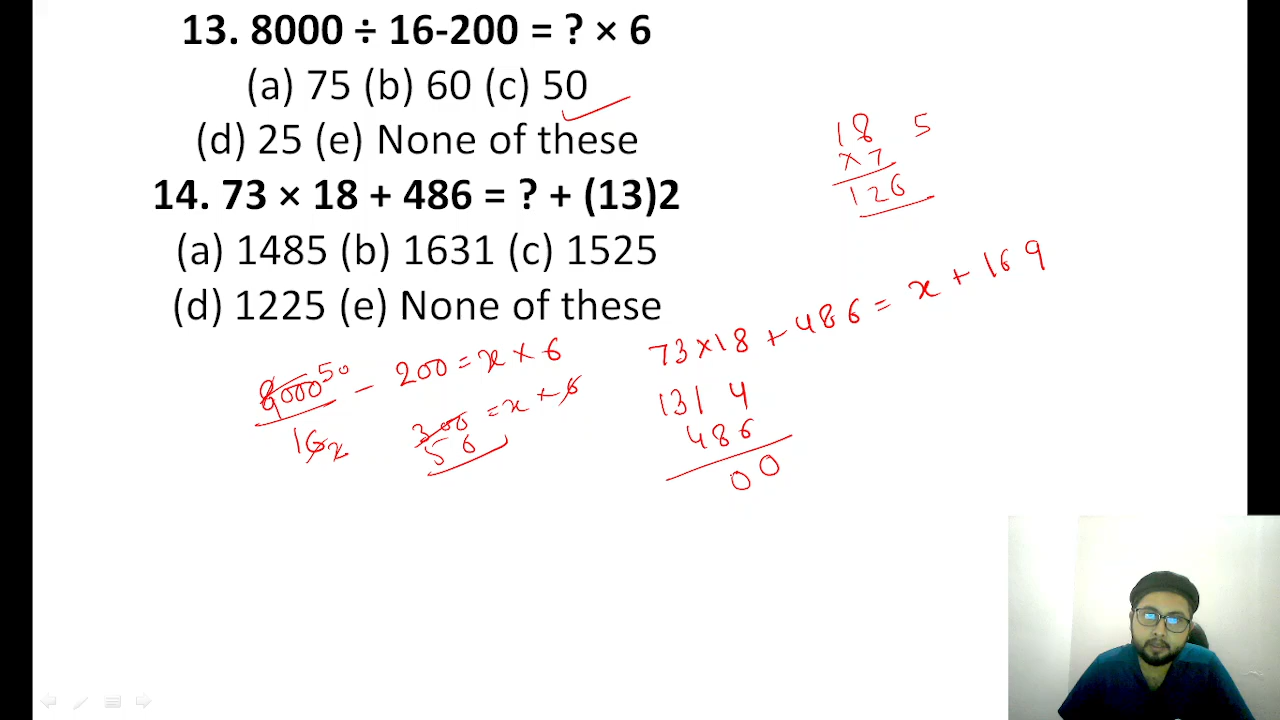 13. 8000 ÷ 16-200 = ? × 6
(a) 75 (b) 60 (c) 50
(d) 25 (e) None of these
14. 73 × 18 + 486 = ? + (13)2
(a) 1485 (b) 1631 (c) 1525
(d) 1225 (e) None of these
18 5
×7
126
73×18 + 486 = x + 169
1314
486
00
8000 50 - 200 = x × 6
16 2
300 = x × 6
50